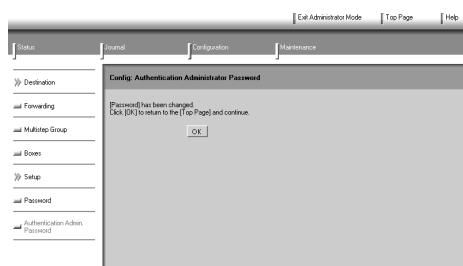 Exit Administrator Mode
Top Page
Help
Status
Journal
Configuration
Maintenance
Destination
Forwarding
Multistep Group
Boxes
Setup
Password
Authentication Admin.
Password
Config: Authentication Administrator Password
[Password] has been changed.
Click [OK] to return to the [Top Page] and continue.
OK